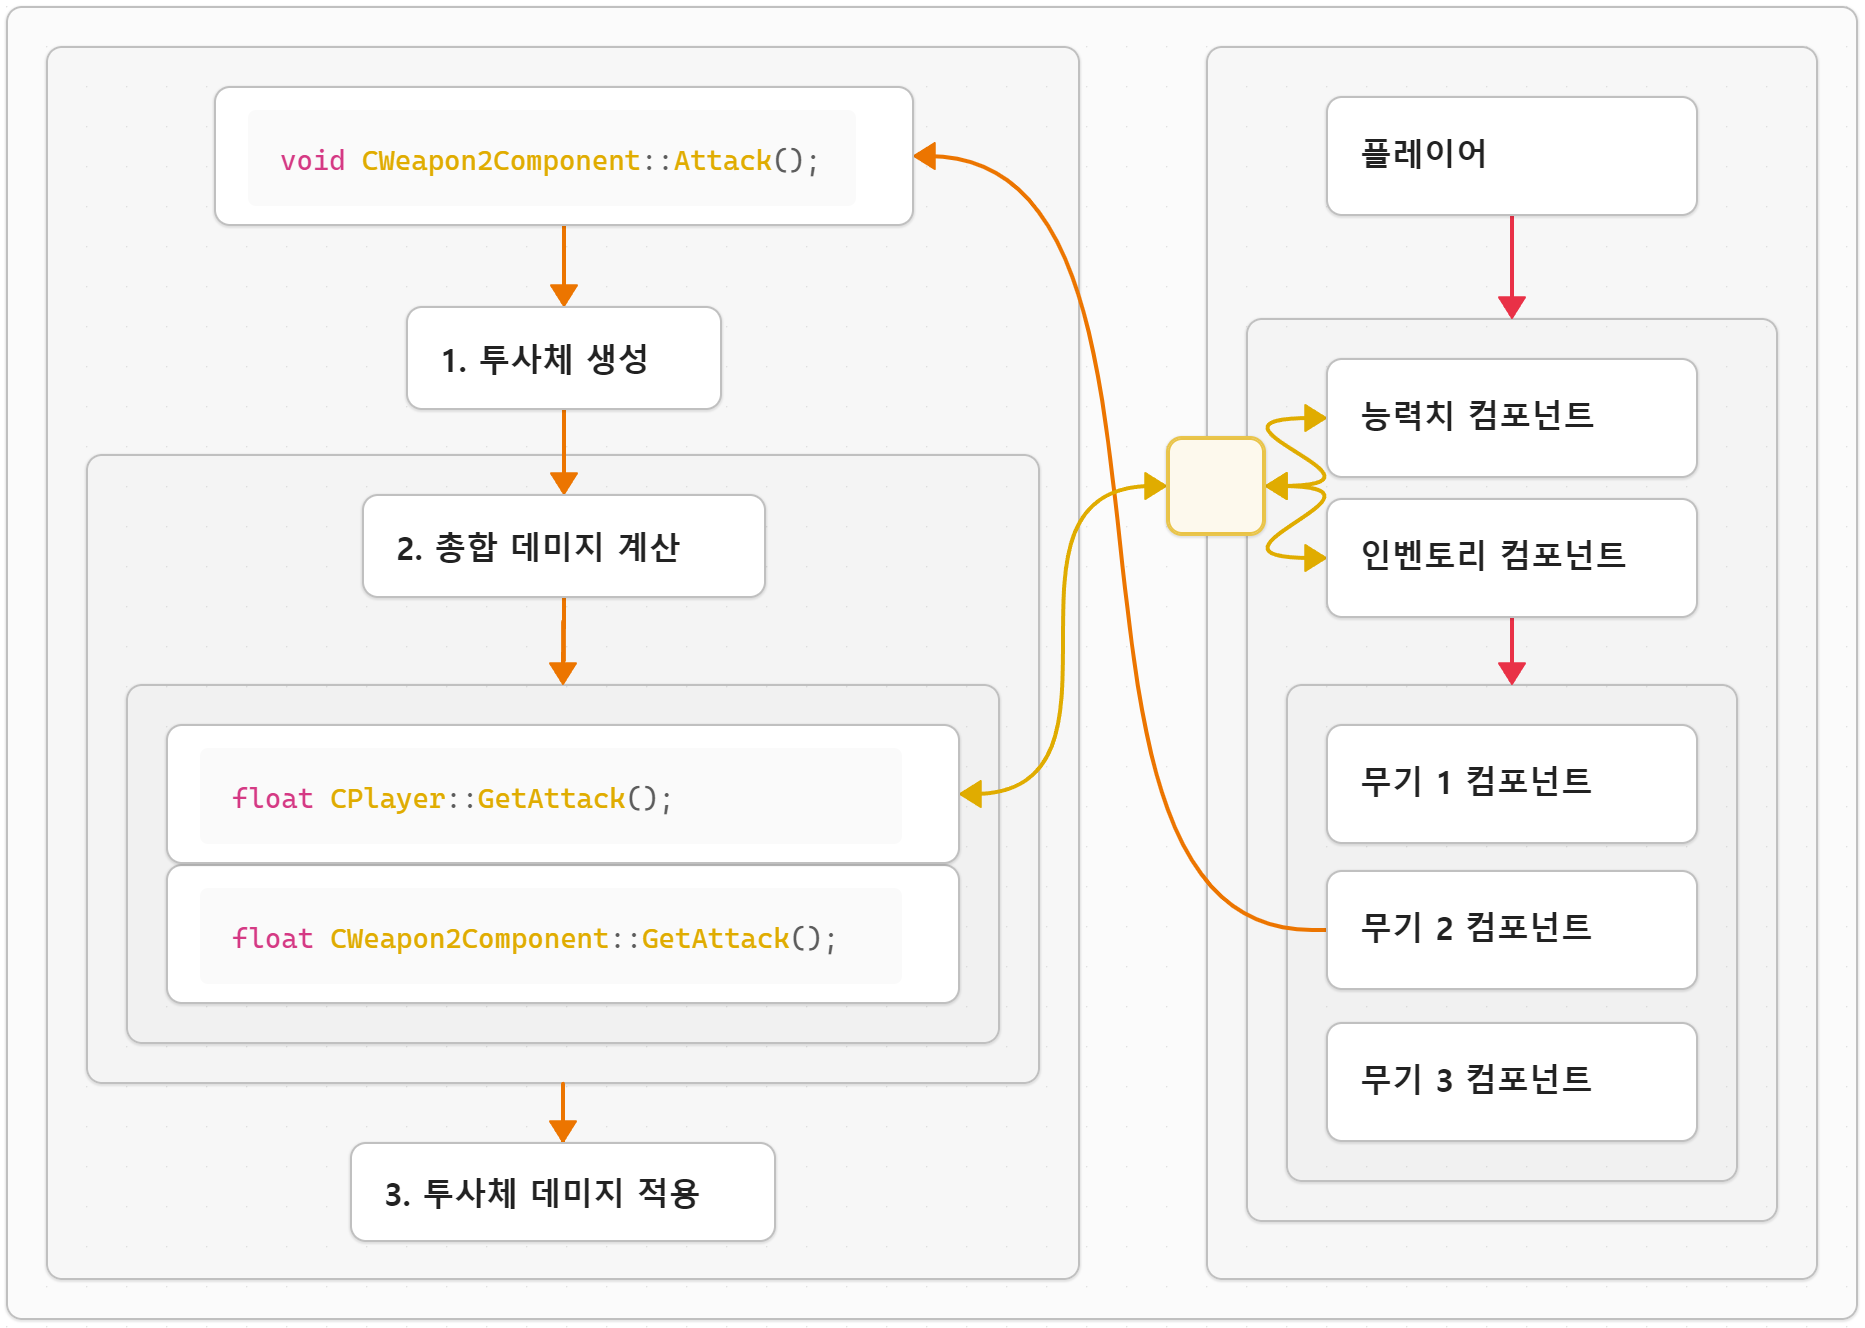 void CWeapon2Component::Attack();
1. 투사체 생성
2. 총합 데미지 계산
float CPlayer::GetAttack();
float CWeapon2Component::GetAttack();
3. 투사체 데미지 적용
플레이어
능력치 컴포넌트
인벤토리 컴포넌트
무기 1 컴포넌트
무기 2 컴포넌트
무기 3 컴포넌트